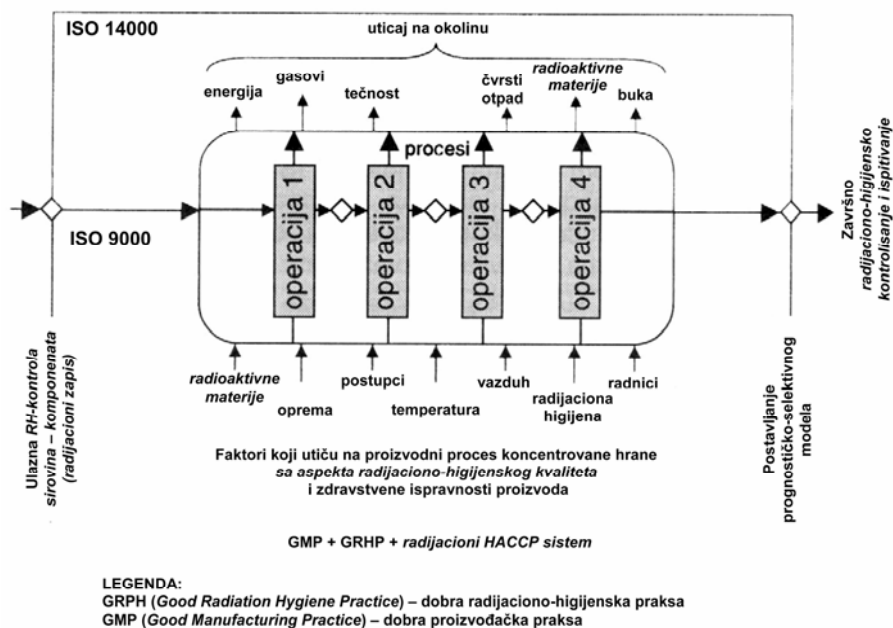 ISO 14000
uticaj na okolinu
energija
gasovi
tečnost
čvrsti
otpad
radioaktivne
materije
buka
procesi
operacija 1
operacija 2
operacija 3
operacija 4
ISO 9000
Završno
radijaciono-higijensko
kontrolisanje i ispitivanje
Ulazna RH-kontrola
sirovina – komponenata
(radijacioni zapis)
radioaktivne
materije
oprema
postupci
temperatura
vazduh
radijaciona
higijena
radnici
Postavljanje
prognostičko-selektivnog
modela
Faktori koji utiču na proizvodni proces koncentrovane hrane
sa aspekta radijaciono-higijenskog kvaliteta
i zdravstvene ispravnosti proizvoda
GMP + GRHP + radijacioni HACCP sistem
LEGENDA:
GRPH (Good Radiation Hygiene Practice) – dobra radijaciono-higijenska praksa
GMP (Good Manufacturing Practice) – dobra proizvođačka praksa